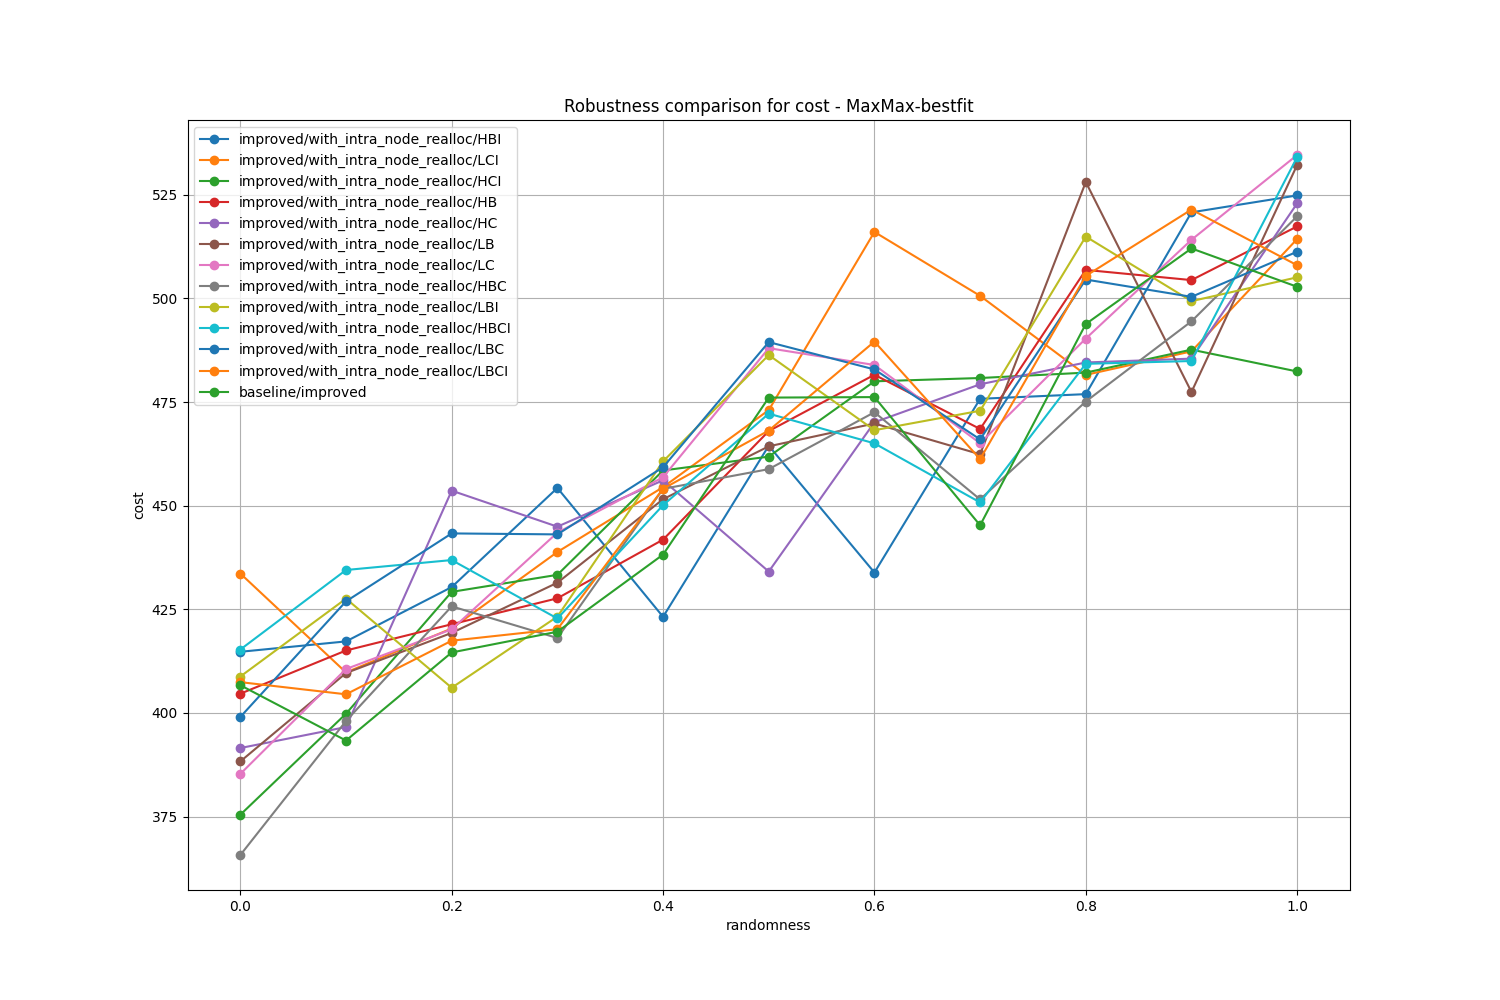 Robustness comparison for cost - MaxMax-bestfit
improved/with_intra_node_realloc/HBI
improved/with_intra_node_realloc/LCI
improved/with_intra_node_realloc/HCI
improved/with_intra_node_realloc/HB
improved/with_intra_node_realloc/HC
improved/with_intra_node_realloc/LB
improved/with_intra_node_realloc/LC
improved/with_intra_node_realloc/HBC
improved/with_intra_node_realloc/LBI
improved/with_intra_node_realloc/HBCI
improved/with_intra_node_realloc/LBC
improved/with_intra_node_realloc/LBCI
baseline/improved
525
500
475
450
425
400
375
cost
0.0 0.2 0.4 0.6 0.8 1.0
randomness